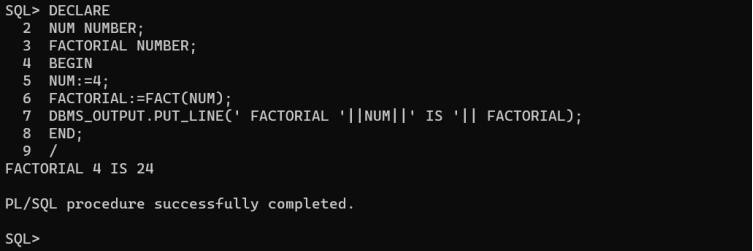 SQL> DECLARE
2 NUM NUMBER;
3 FACTORIAL NUMBER;
4 BEGIN
5 NUM:=4;
6 FACTORIAL:=FACT(NUM);
7 DBMS_OUTPUT.PUT_LINE(' FACTORIAL '||NUM||' IS '|| FACTORIAL);
8 END;
9 /
FACTORIAL 4 IS 24
PL/SQL procedure successfully completed.
SQL>